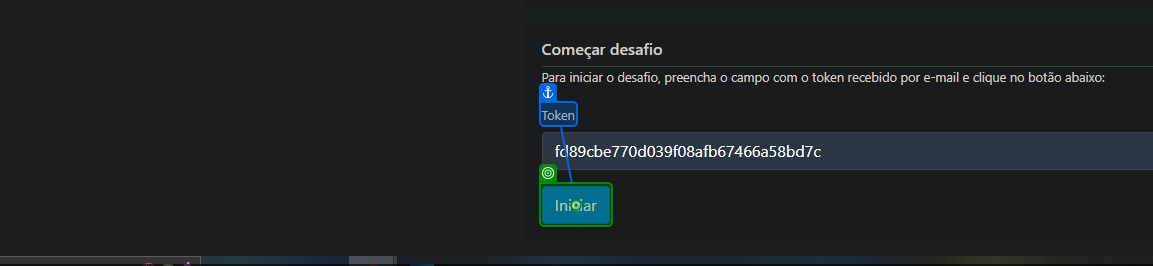 Começar desafio
Para iniciar o desafio, preencha o campo com o token recebido por e-mail e clique no botão abaixo:
Token
fd89cbe770d039f08afb67466a58bd7c
Iniciar